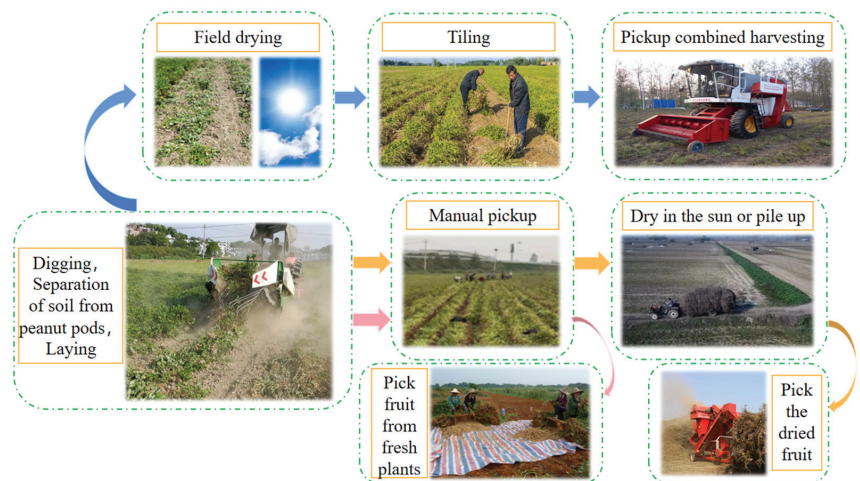 Field drying
Tiling
Pickup combined harvesting
Digging,
Separation
of soil from
peanut pods,
Laying
Manual pickup
Dry in the sun or pile up
Pick
fruit
from
fresh
plants
Pick
the
dried
fruit